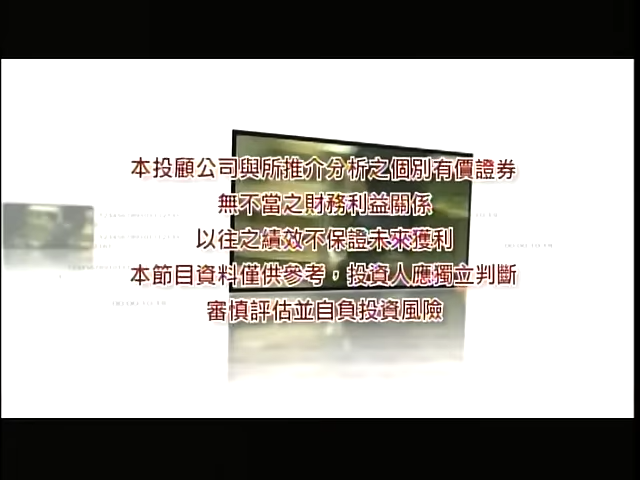 本投顧公司與所推介分析之個別有價證券
無不當之財務利益關係
以往之績效不保證未來獲利
本節目資料僅供參考，投資人應獨立判斷
審慎評估並自負投資風險